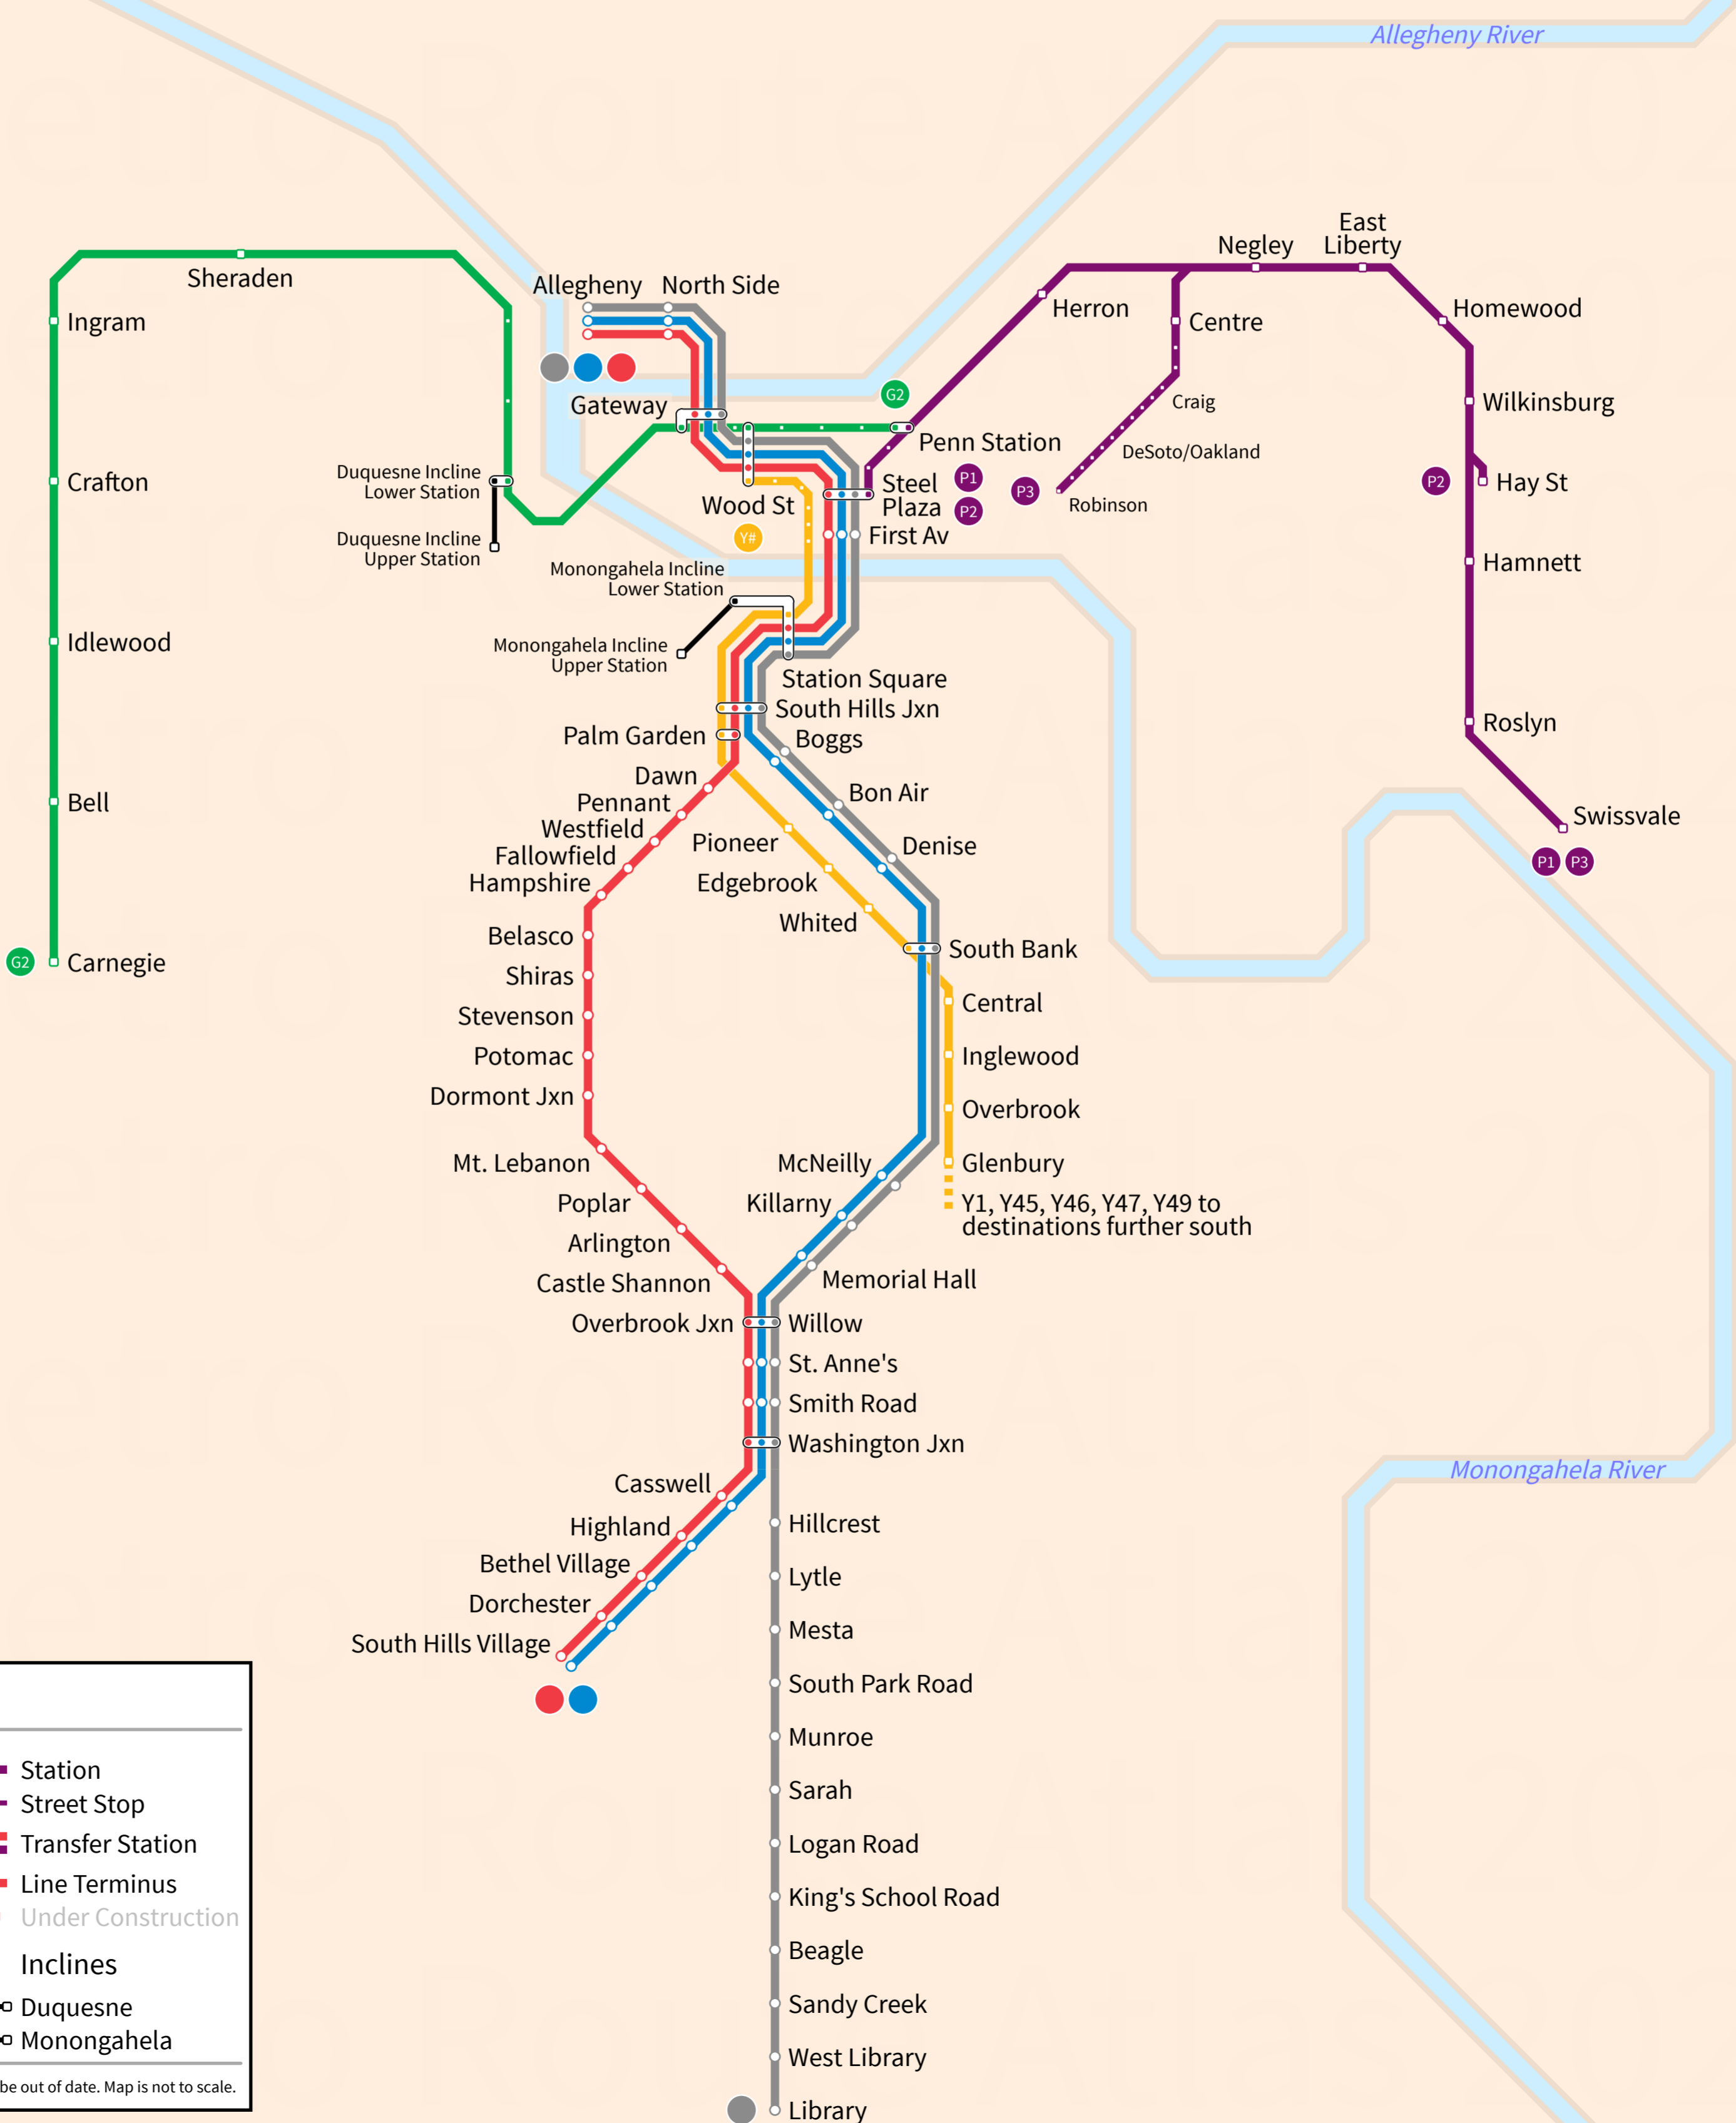 Allegheny River
East
Negley
Liberty
Sheraden
Allegheny
North Side
Herron
Homewood
Ingram
Centre
G2
Gateway
Craig
Wilkinsburg
Penn Station
DeSoto/Oakland
Duquesne Incline
Lower Station
Crafton
Steel
Plaza
P1
P2
P3
Robinson
P2
Hay St
Wood St
Y#
First Av
Duquesne Incline
Upper Station
Monongahela Incline
Lower Station
Hamnett
Idlewood
Monongahela Incline
Upper Station
Station Square
South Hills Jxn
Roslyn
Palm Garden
Boggs
Dawn
Bon Air
Pennant
Bell
Swissvale
Westfield
Pioneer
Denise
Fallowfield
P1
P3
Hampshire
Edgebrook
Whited
Belasco
South Bank
G2
Carnegie
Shiras
Central
Stevenson
Potomac
Inglewood
Dormont Jxn
Overbrook
Mt. Lebanon
McNeilly
Glenbury
Poplar
Killarny
Y1, Y45, Y46, Y47, Y49 to
destinations further south
Arlington
Castle Shannon
Memorial Hall
Overbrook Jxn
Willow
St. Anne's
Smith Road
Washington Jxn
Monongahela River
Casswell
Highland
Hillcrest
Bethel Village
Lytle
Dorchester
Mesta
South Hills Village
South Park Road
Munroe
Station
Sarah
Street Stop
Transfer Station
Logan Road
Line Terminus
King's School Road
Under Construction
Beagle
Inclines
Sandy Creek
Duquesne
Monongahela
West Library
be out of date. Map is not to scale.
Library